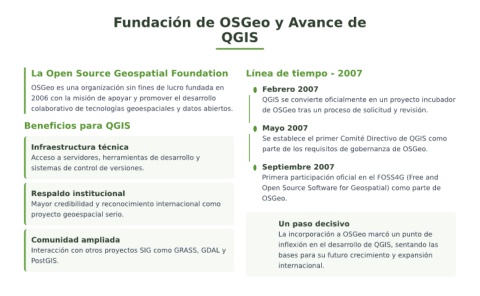 Fundación de OSGeo y Avance de
QGIS
La Open Source Geospatial Foundation
OSGeo es una organización sin fines de lucro fundada en
2006 con la misión de apoyar y promover el desarrollo
colaborativo de tecnologías geoespaciales y datos abiertos.
Beneficios para QGIS
Infraestructura técnica
Acceso a servidores, herramientas de desarrollo y
sistemas de control de versiones.
Respaldo institucional
Mayor credibilidad y reconocimiento internacional como
proyecto geoespacial serio.
Comunidad ampliada
Interacción con otros proyectos SIG como GRASS, GDAL y
PostGIS.
Línea de tiempo - 2007
Febrero 2007
QGIS se convierte oficialmente en un proyecto incubador
de OSGeo tras un proceso de solicitud y revisión.
Mayo 2007
Se establece el primer Comité Directivo de QGIS como
parte de los requisitos de gobernanza de OSGeo.
Septiembre 2007
Primera participación oficial en el FOSS4G (Free and
Open Source Software for Geospatial) como parte de
OSGeo.
Un paso decisivo
La incorporación a OSGeo marcó un punto de
inflexión en el desarrollo de QGIS, sentando las
bases para su futuro crecimiento y expansión
internacional.